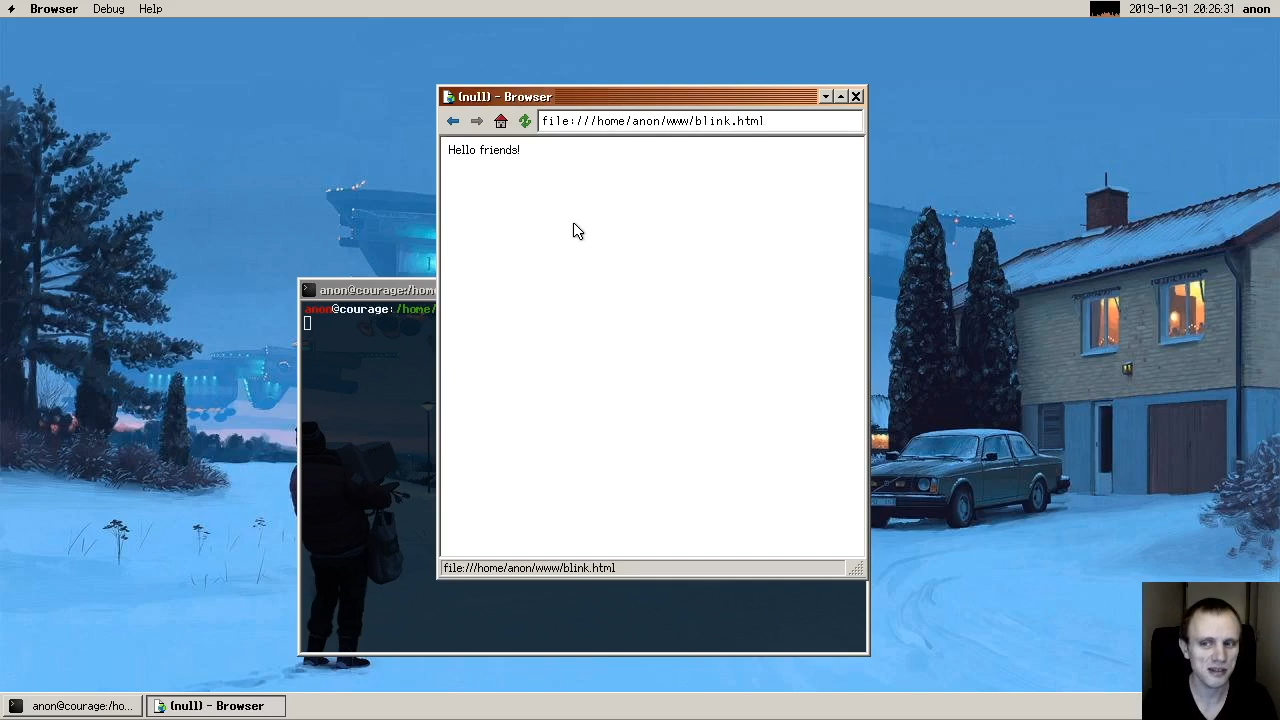 Browser Debug Help 2019-10-31 20:26:31 anon
(null) - Browser
file:///home/anon/www/blink.html
Hello friends!
anon@courage:/hom
anon@courage:/home/
file:///home/anon/www/blink.html
anon@courage:/ho... (null) - Browser